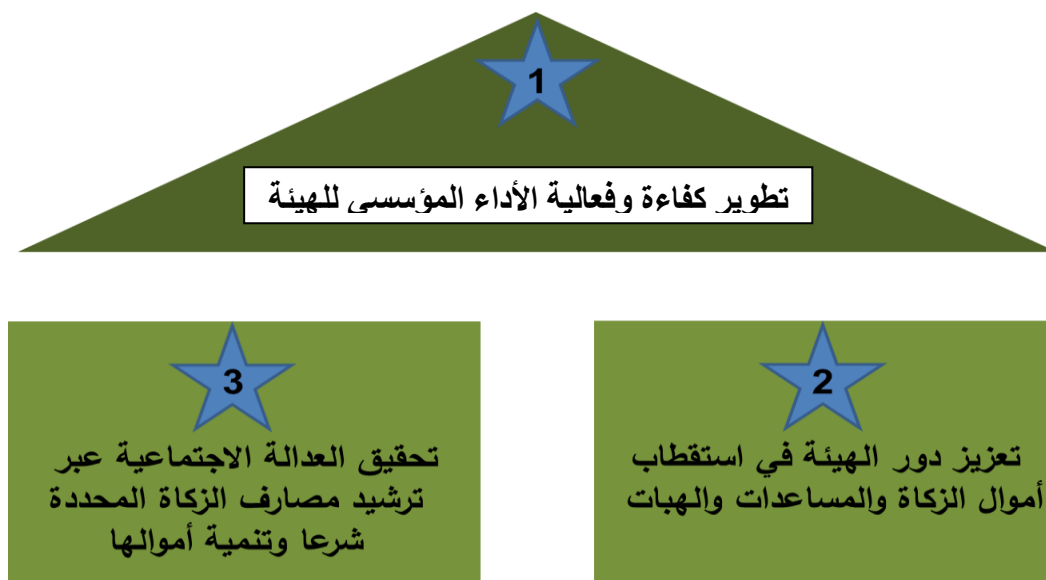 1
تطوير كفاءة وفعالية الأداء المؤسسي للهيئة
2
تعزيز دور الهيئة في استقطاب
أموال الزكاة والمساعدات والهبات
3
تحقيق العدالة الاجتماعية عبر
ترشيد مصارف الزكاة المحددة
شرعا وتنمية أموالها